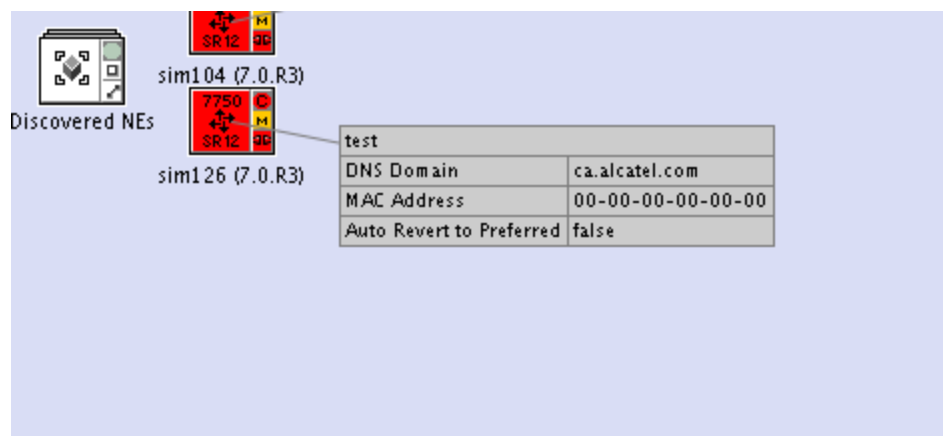 M
SR12
sim104 (7.0.R3)
Discovered NEs
7750 C
M
SR12
sim126 (7.0.R3)
test
DNS Domain ca.alcatel.com
MAC Address 00-00-00-00-00-00
Auto Revert to Preferred false